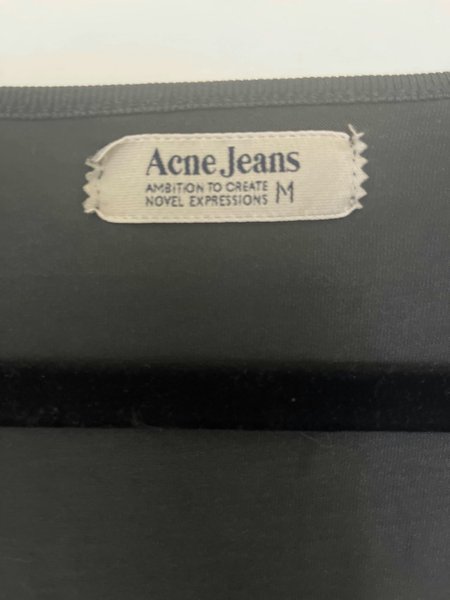 Acne Jeans
AMBITION TO CREATE
NOVEL EXPRESSIONS M